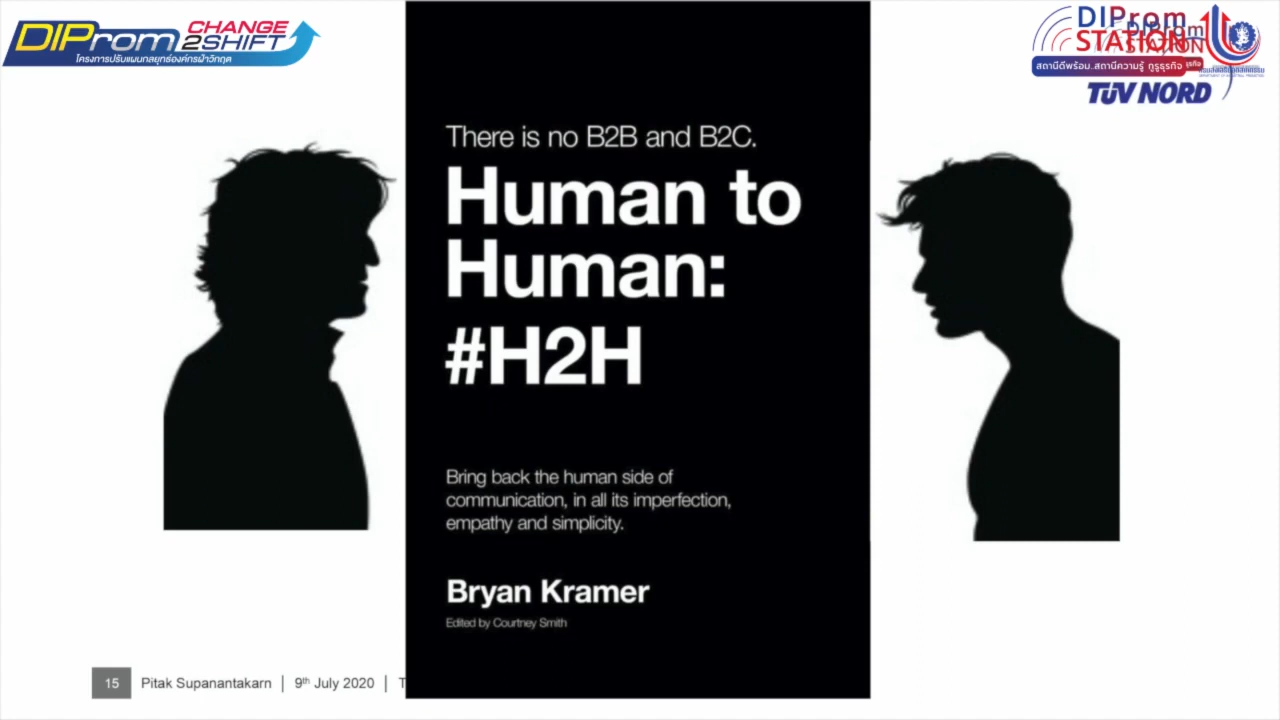 DIProm CHANGE 2SHIFT
โครงการปรับแผนกลยุทธ์องค์กรฝ่าวิกฤต
DIProm
STATION
สถานีดีพร้อม..สถานีความรู้ กูรูธุรกิจ
TÜV NORD
There is no B2B and B2C.
Human to
Human:
#H2H
Bring back the human side of
communication, in all its imperfection,
empathy and simplicity.
Bryan Kramer
Edited by Courtney Smith
15 Pitak Supanantakarn | 9th July 2020 | T